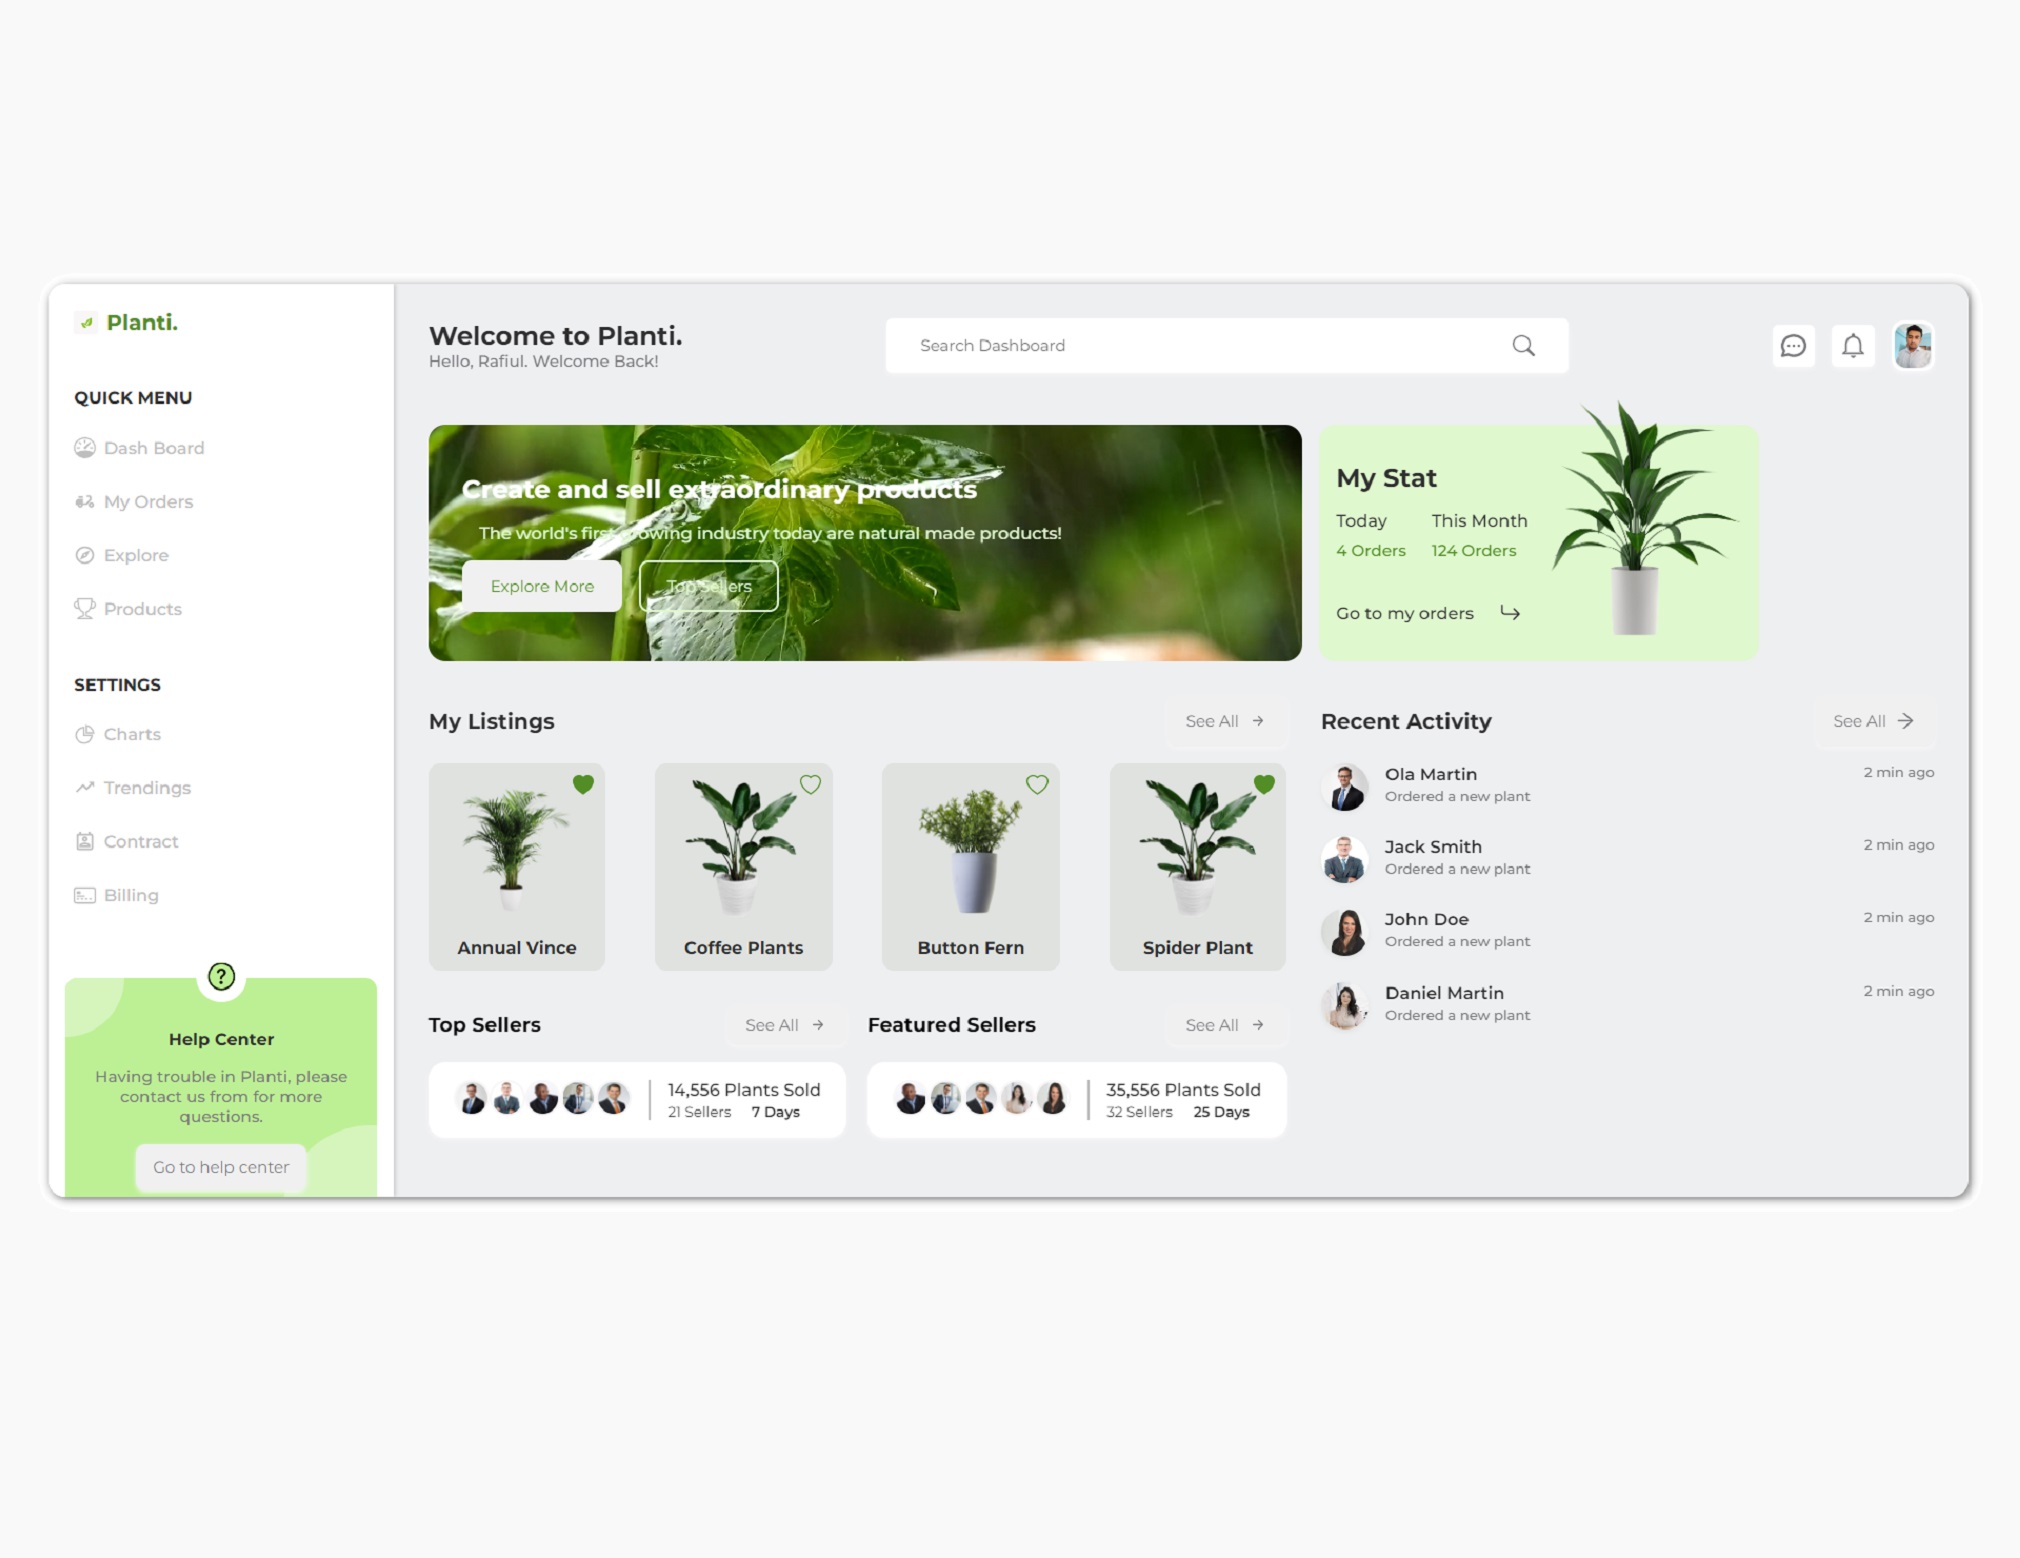 Planti.
QUICK MENU
Dash Board
My Orders
Explore
Products
SETTINGS
Charts
Trendings
Contract
Billing
Help Center
Having trouble in Planti, please
contact us from for more
questions.
Go to help center
Welcome to Planti.
Hello, Rafiul. Welcome Back!
Search Dashboard
Create and sell extraordinary products
The world's first growing industry today are natural made products!
Explore More
Top Sellers
My Stat
Today This Month
4 Orders 124 Orders
Go to my orders
My Listings
See All
Annual Vince
Coffee Plants
Button Fern
Spider Plant
Top Sellers
See All
14,556 Plants Sold
21 Sellers 7 Days
Featured Sellers
See All
35,556 Plants Sold
32 Sellers 25 Days
Recent Activity
See All
Ola Martin
2 min ago
Ordered a new plant
Jack Smith
2 min ago
Ordered a new plant
John Doe
2 min ago
Ordered a new plant
Daniel Martin
2 min ago
Ordered a new plant